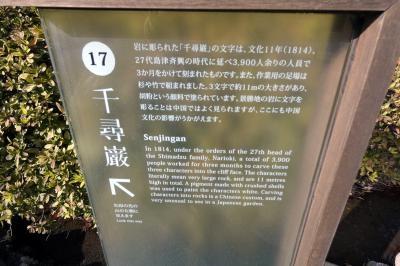 岩に彫られた「千尋巌」の文字は、文化11年(1814)、
27代島津斉興の時代に延べ3,900人余りの人員で
3か月をかけて刻まれたものです。また、作業用の足場は
杉や竹で組まれました。3文字で約11mの大きさがあり、
胡粉という顔料で塗られています。景勝地の岩に文字を
彫ることは中国ではよく見られますが、ここにも中国
文化の影響がうかがえます。
17
千尋巌
Senjingan
In 1814, under the orders of the 27th head of
the Shimadzu family, Narioki, a total of 3,900
people worked for three months to carve these
three characters into the cliff face. The characters
literally mean very large rock, and are 11 metres
high in total. A pigment made with crushed shells
was used to paint the characters white. Carving
characters into rocks is a Chinese custom, and is
very unusual to see in a Japanese garden.
見えます
Look this way